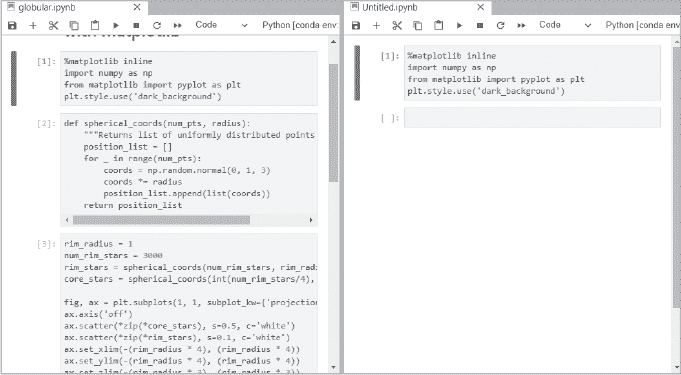 globular.ipynb
Code
Python [conda env:
with matplotlib
[1]:
%matplotlib inline
import numpy as np
from matplotlib import pyplot as plt
plt.style.use('dark_background')
[2]:
def spherical_coords(num_pts, radius):
"""Returns list of uniformly distributed points
position_list = []
for _ in range(num_pts):
coords = np.random.normal(0, 1, 3)
coords *= radius
position_list.append(list(coords))
return position_list
[3]:
rim_radius = 1
num_rim_stars = 3000
rim_stars = spherical_coords(num_rim_stars, rim_radi
core_stars = spherical_coords(int(num_rim_stars/4),
fig, ax = plt.subplots(1, 1, subplot_kw={'projection
ax.axis('off')
ax.scatter(*zip(*core_stars), s=0.5, c='white')
ax.scatter(*zip(*rim_stars), s=0.1, c='white')
ax.set_xlim(-(rim_radius * 4), (rim_radius * 4))
ax.set_ylim(-(rim_radius * 4), (rim_radius * 4))
Untitled.ipynb
Code
Python [conda env:
[1]:
%matplotlib inline
import numpy as np
from matplotlib import pyplot as plt
plt.style.use('dark_background')
[ ]: